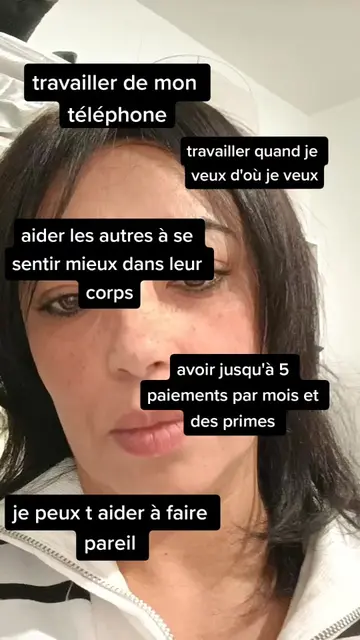 travailler de mon
téléphone
travailler quand je
veux d'où je veux
aider les autres à se
sentir mieux dans leur
corps
avoir jusqu'à 5
paiements par mois et
des primes
je peux t aider à faire
pareil